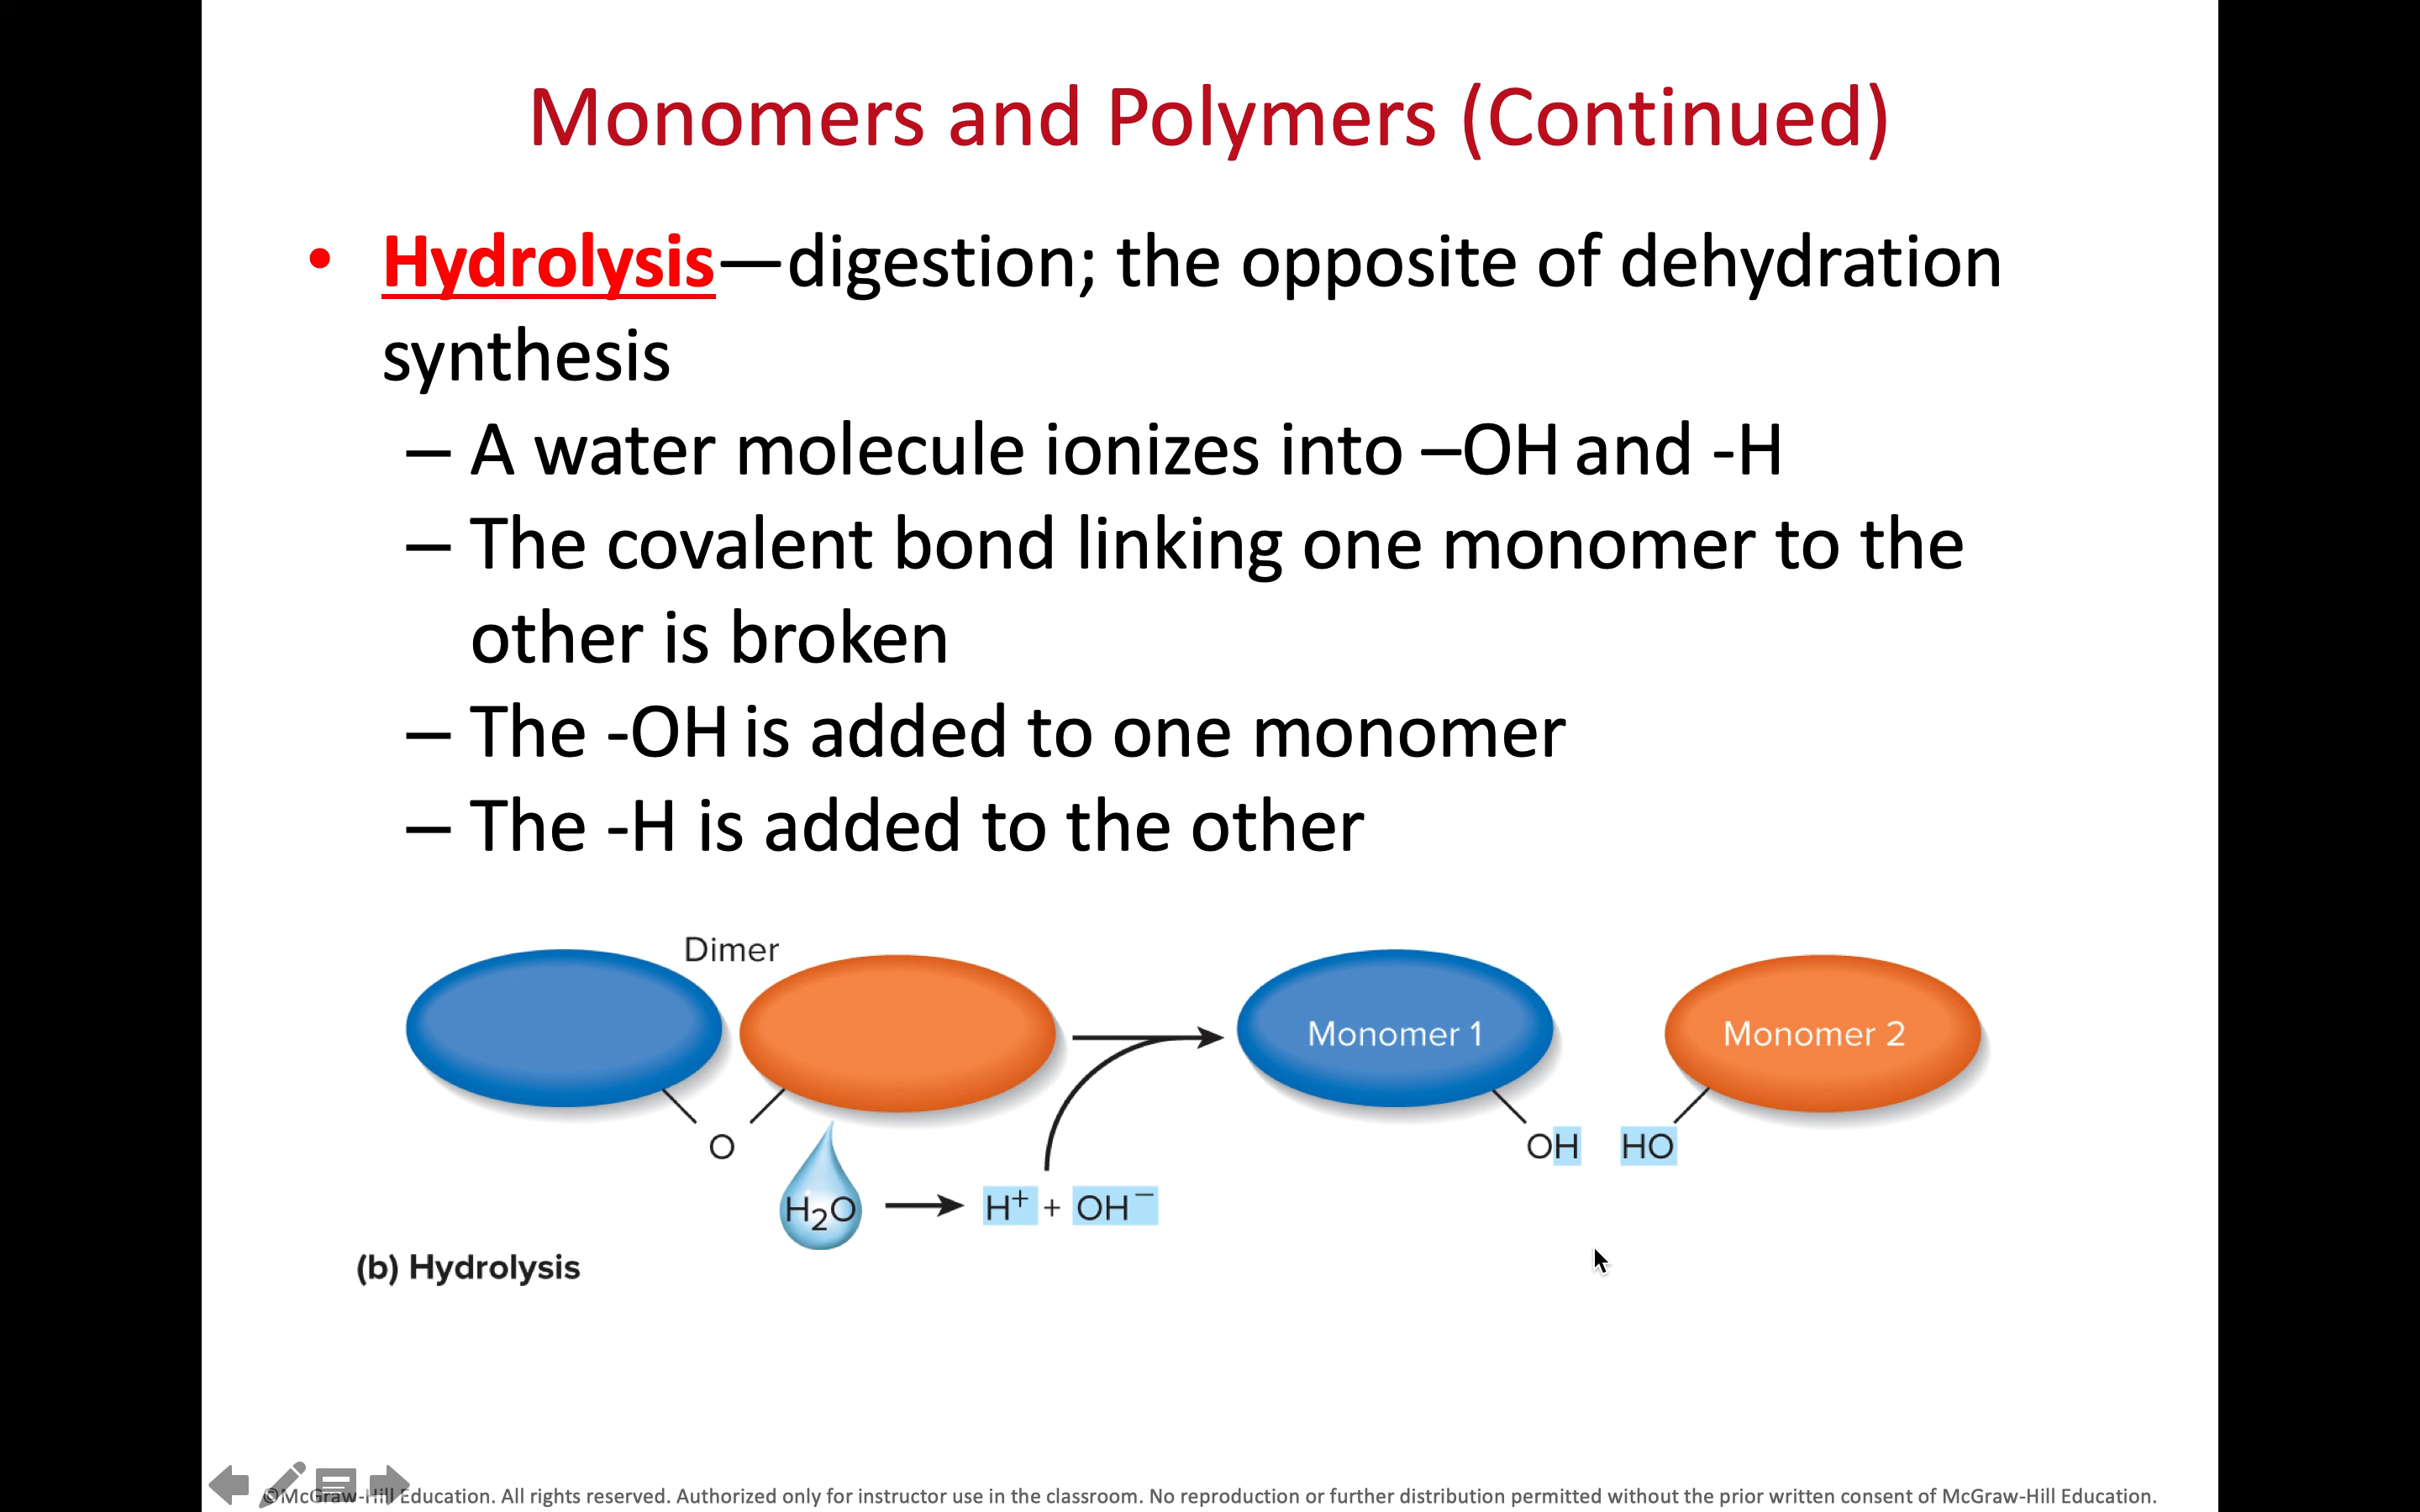 Monomers and Polymers (Continued)
• Hydrolysis—digestion; the opposite of dehydration
synthesis
– A water molecule ionizes into –OH and -H
– The covalent bond linking one monomer to the
other is broken
– The -OH is added to one monomer
– The -H is added to the other
Dimer
Monomer 1
Monomer 2
O
OH HO
H₂O
H⁺ + OH⁻
(b) Hydrolysis
©McGraw-Hill Education. All rights reserved. Authorized only for instructor use in the classroom. No reproduction or further distribution permitted without the prior written consent of McGraw-Hill Education.